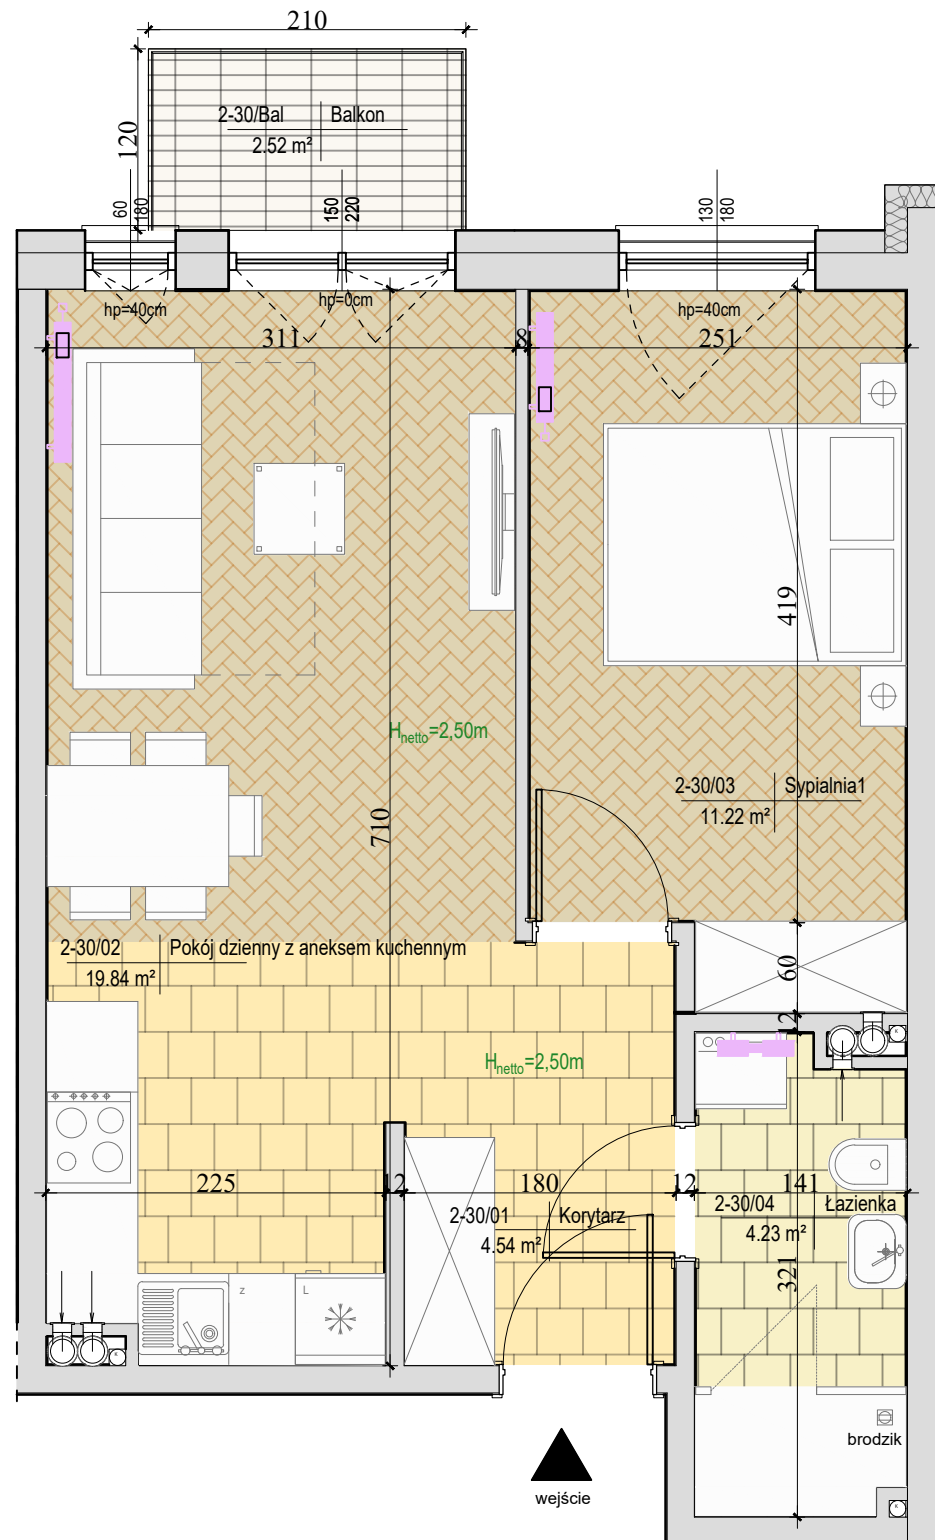 210
120
2-30/Bal Balkon
2.52 m²
60
180
150
220
130
180
hp=40cm
hp=0cm
hp=40cm
311
8
251
419
H netto=2,50m
710
2-30/03 Sypialnia1
11.22 m²
2-30/02 Pokój dzienny z aneksem kuchennym
19.84 m²
60
2
K
H netto=2,50m
225
12
180
12
141
2-30/01 Korytarz
4.54 m²
2-30/04 Łazienka
4.23 m²
321
z
L
K
brodzik
wejście
K